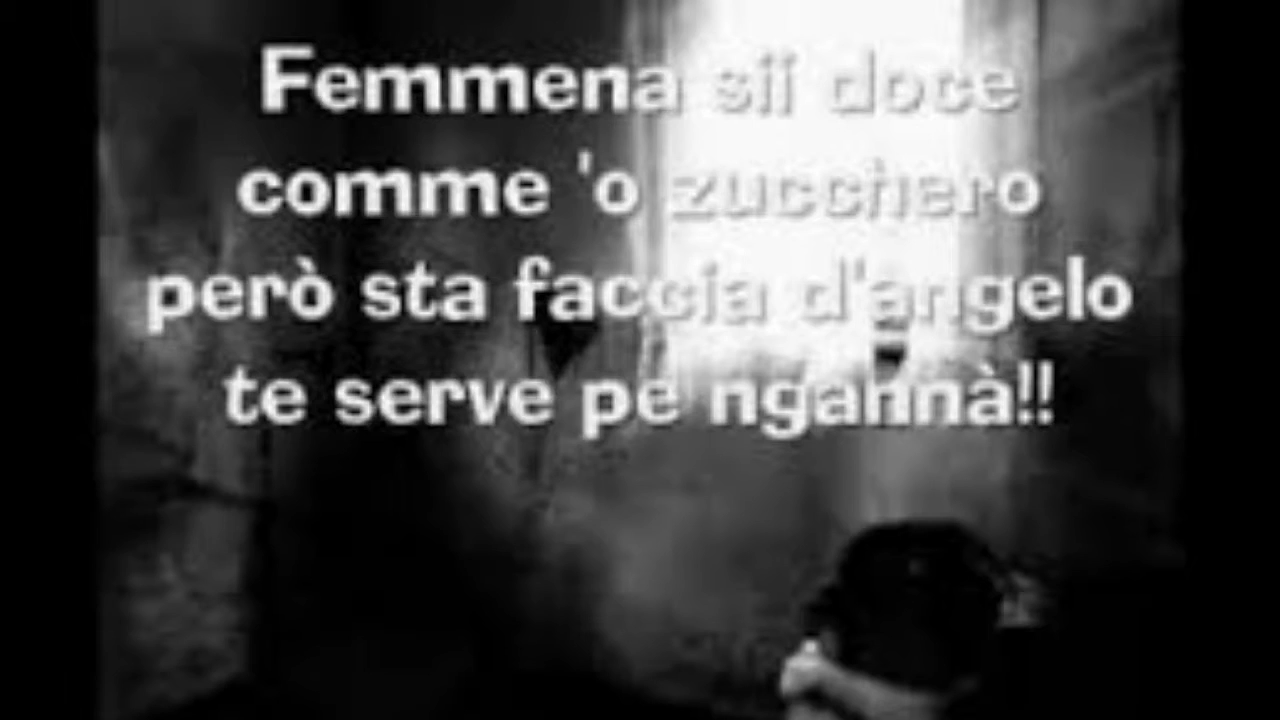 Femmena sii doce
comme 'o zucchero
però sta faccia d'angelo
te serve pe ngannà!!